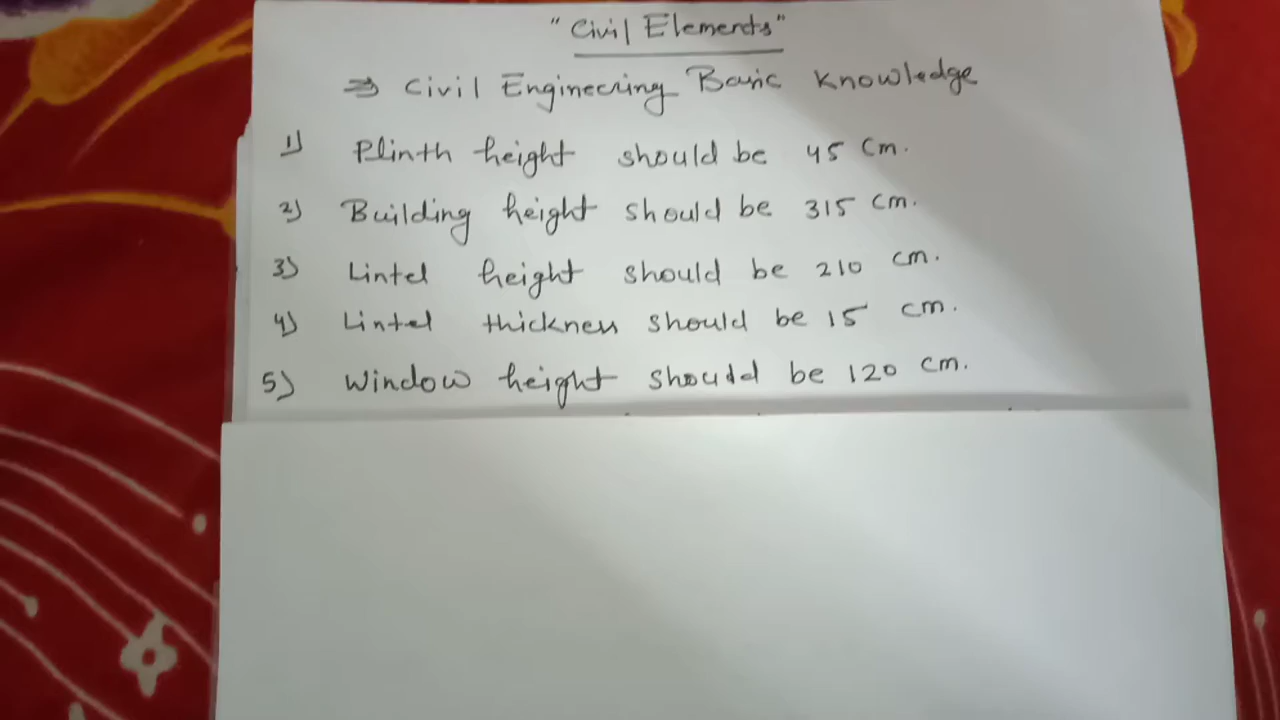 "Civil Elements"
⇒ Civil Engineering Basic Knowledge
1) Plinth height should be 45 cm.
2) Building height should be 315 cm.
3) Lintel height should be 210 cm.
4) Lintel thickness should be 15 cm.
5) Window height should be 120 cm.